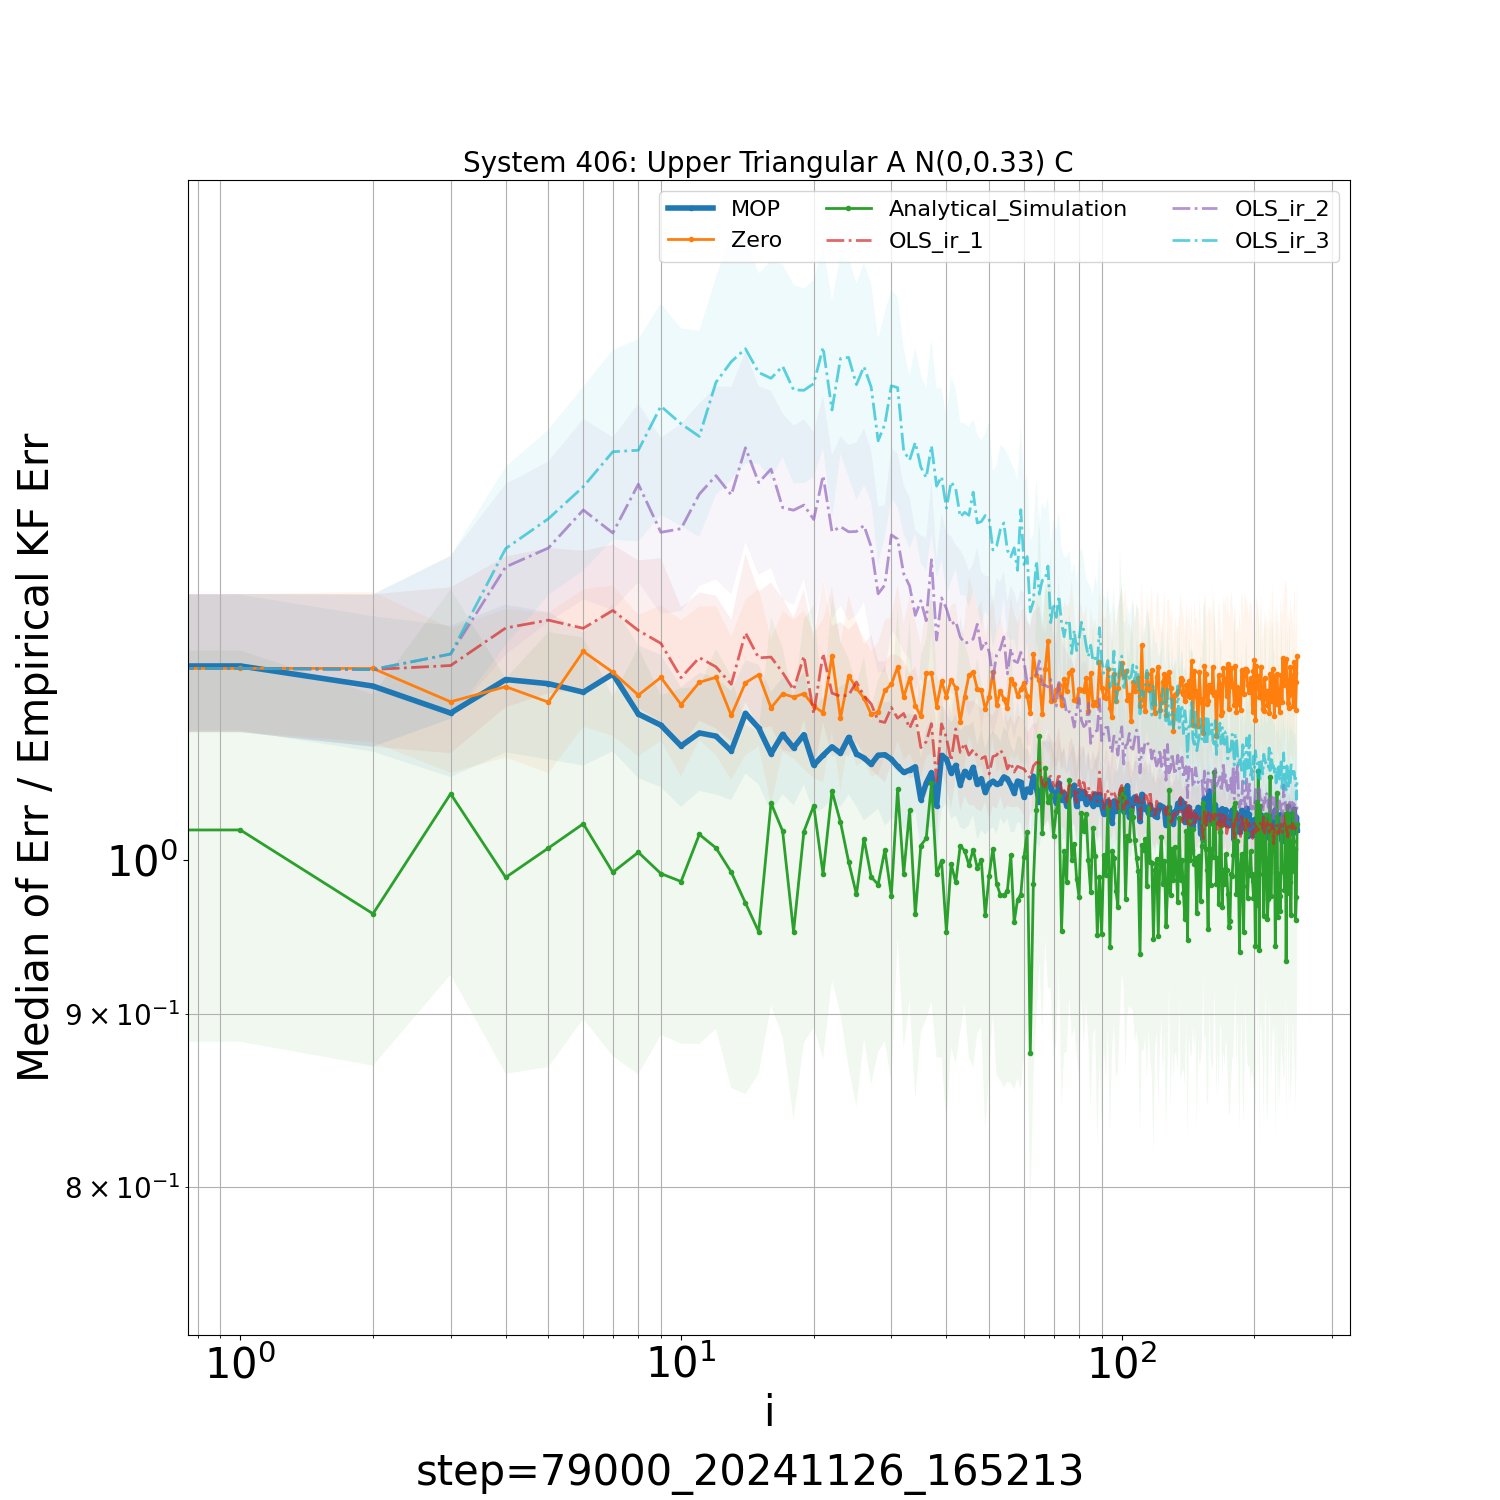 System 406: Upper Triangular A N(0,0.33) C
MOP
Zero
Analytical_Simulation
OLS_ir_1
OLS_ir_2
OLS_ir_3
Median of Err / Empirical KF Err
10⁰
9 × 10⁻¹
8 × 10⁻¹
10⁰ 10¹ 10²
i
step=79000_20241126_165213